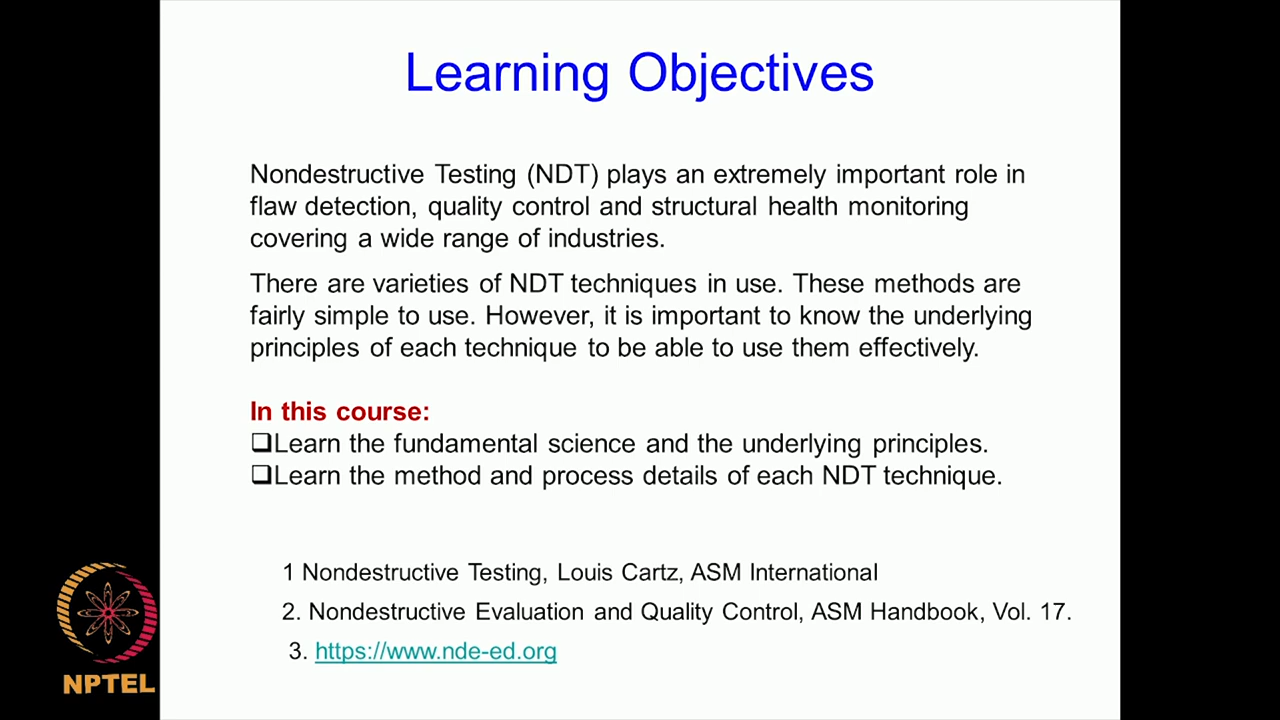 Learning Objectives
Nondestructive Testing (NDT) plays an extremely important role in
flaw detection, quality control and structural health monitoring
covering a wide range of industries.
There are varieties of NDT techniques in use. These methods are
fairly simple to use. However, it is important to know the underlying
principles of each technique to be able to use them effectively.
In this course:
❑Learn the fundamental science and the underlying principles.
❑Learn the method and process details of each NDT technique.
1 Nondestructive Testing, Louis Cartz, ASM International
2. Nondestructive Evaluation and Quality Control, ASM Handbook, Vol. 17.
3. https://www.nde-ed.org
NPTEL